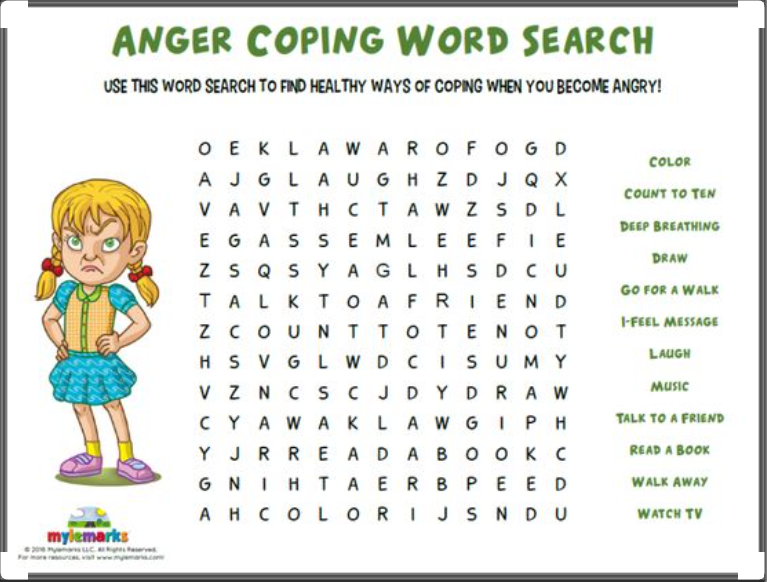 ANGER COPING WORD SEARCH
USE THIS WORD SEARCH TO FIND HEALTHY WAYS OF COPING WHEN YOU BECOME ANGRY!
O E K L A W A R O F O G D
A J G L A U G H Z D J Q X
V A V T H C T A W Z S D L
E G A S S E M L E E F I E
Z S Q S Y A G L H S D C U
T A L K T O A F R I E N D
Z C O U N T T O T E N O T
H S V G L W D C I S U M Y
V Z N C S C J D Y D R A W
C Y A W A K L A W G I P H
Y J R R E A D A B O O K C
G N I H T A E R B P E E D
A H C O L O R I J S N D U
COLOR
COUNT TO TEN
DEEP BREATHING
DRAW
GO FOR A WALK
I-FEEL MESSAGE
LAUGH
MUSIC
TALK TO A FRIEND
READ A BOOK
WALK AWAY
WATCH TV
mylemarks
© 2016 Mylemarks LLC. All Rights Reserved.
For more resources, visit www.mylemarks.com!